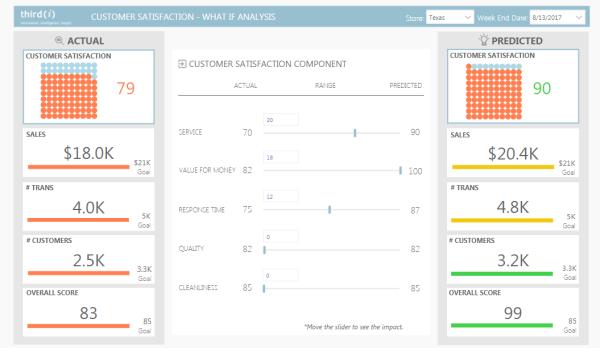 third(i)
CUSTOMER SATISFACTION - WHAT IF ANALYSIS
Store: Texas Week End Date: 8/13/2017
ACTUAL
CUSTOMER SATISFACTION
79
SALES
$18.0K
$21K
Goal
# TRANS
4.0K
5K
Goal
# CUSTOMERS
2.5K
3.3K
Goal
OVERALL SCORE
83
85
Goal
CUSTOMER SATISFACTION COMPONENT
ACTUAL RANGE PREDICTED
20
SERVICE 70 90
18
VALUE FOR MONEY 82 100
12
RESPONSE TIME 75 87
0
QUALITY 82 82
0
CLEANLINESS 85 85
*Move the slider to see the impact.
PREDICTED
CUSTOMER SATISFACTION
90
SALES
$20.4K
$21K
Goal
# TRANS
4.8K
5K
Goal
# CUSTOMERS
3.2K
3.3K
Goal
OVERALL SCORE
99
85
Goal